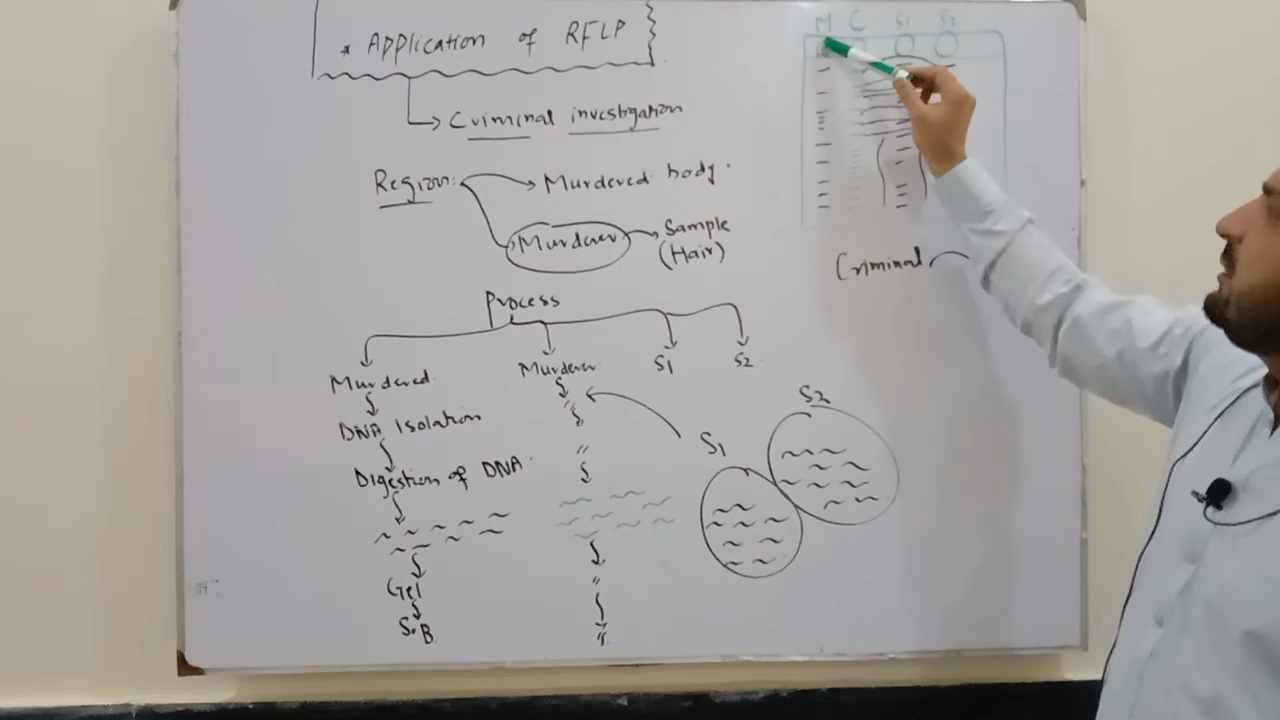 * Application of RFLP
Criminal investigation
Region:
Murdered body.
Murderer
Sample
(Hair)
Process
Murdered
DNA Isolation
Digestion of DNA
Gel
S.B
Murderer
"
"
"
"
S1
S2
S1
S2
M C S1 S2
Criminal